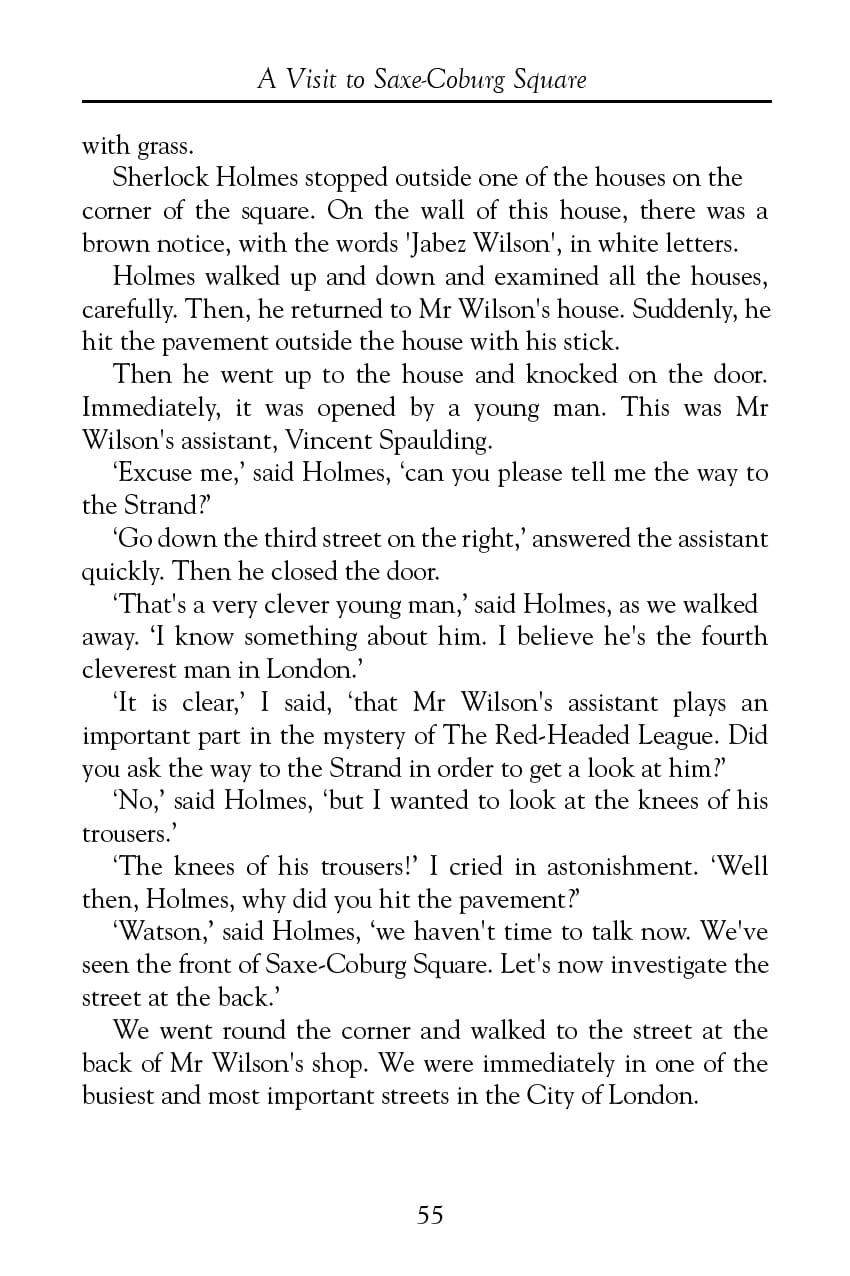 A Visit to Saxe-Coburg Square
with grass.
Sherlock Holmes stopped outside one of the houses on the
corner of the square. On the wall of this house, there was a
brown notice, with the words 'Jabez Wilson', in white letters.
Holmes walked up and down and examined all the houses,
carefully. Then, he returned to Mr Wilson's house. Suddenly, he
hit the pavement outside the house with his stick.
Then he went up to the house and knocked on the door.
Immediately, it was opened by a young man. This was Mr
Wilson's assistant, Vincent Spaulding.
‘Excuse me,’ said Holmes, ‘can you please tell me the way to
the Strand?’
‘Go down the third street on the right,’ answered the assistant
quickly. Then he closed the door.
‘That's a very clever young man,’ said Holmes, as we walked
away. ‘I know something about him. I believe he's the fourth
cleverest man in London.’
‘It is clear,’ I said, ‘that Mr Wilson's assistant plays an
important part in the mystery of The Red-Headed League. Did
you ask the way to the Strand in order to get a look at him?’
‘No,’ said Holmes, ‘but I wanted to look at the knees of his
trousers.’
‘The knees of his trousers!’ I cried in astonishment. ‘Well
then, Holmes, why did you hit the pavement?’
‘Watson,’ said Holmes, ‘we haven't time to talk now. We've
seen the front of Saxe-Coburg Square. Let's now investigate the
street at the back.’
We went round the corner and walked to the street at the
back of Mr Wilson's shop. We were immediately in one of the
busiest and most important streets in the City of London.
55